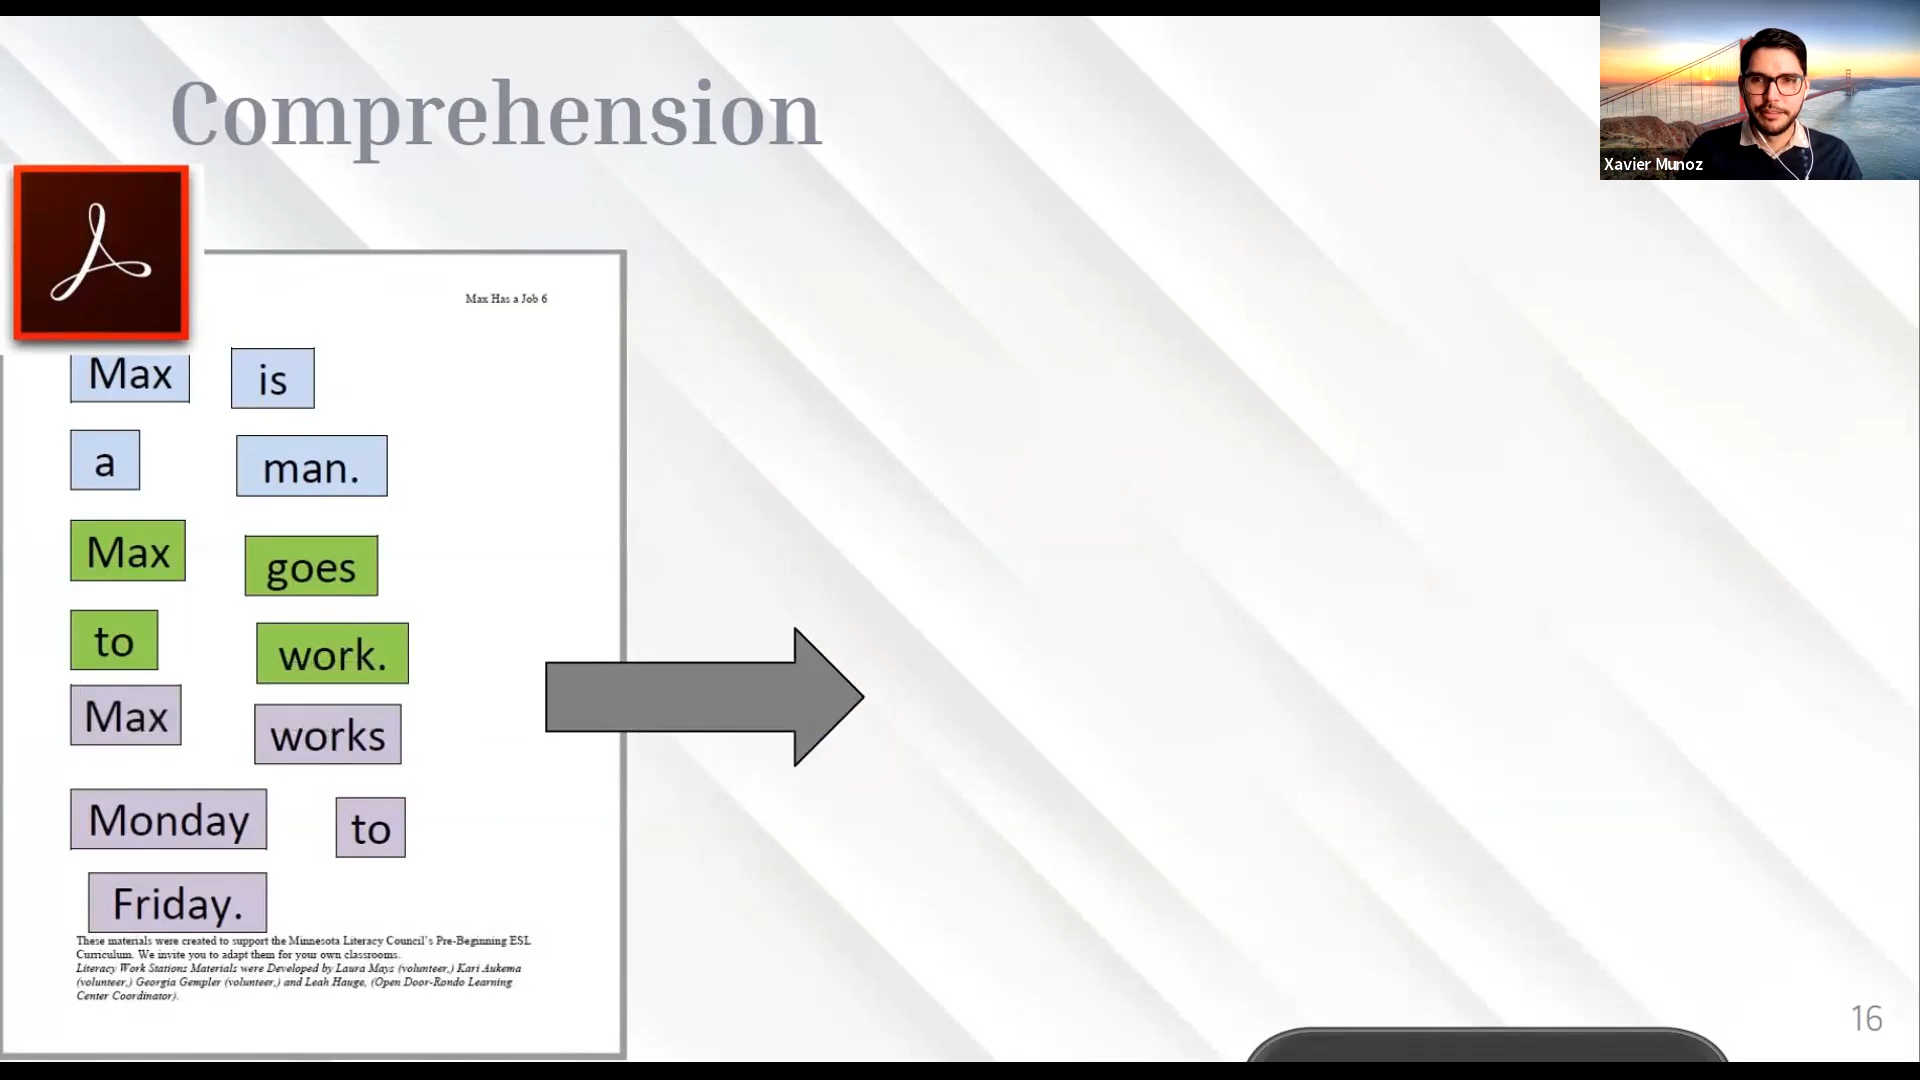 Comprehension
Xavier Munoz
Max Has a Job 6
Max is
a man.
Max goes
to work.
Max works
Monday to
Friday.
These materials were created to support the Minnesota Literacy Council's Pre-Beginning ESL
Curriculum. We invite you to adapt them for your own classrooms.
Literacy Work Stations Materials were Developed by Laura Mays (volunteer,) Kari Aukema
(volunteer,) Georgia Gempler (volunteer,) and Leah Hauge, (Open Door-Rondo Learning
Center Coordinator).
16